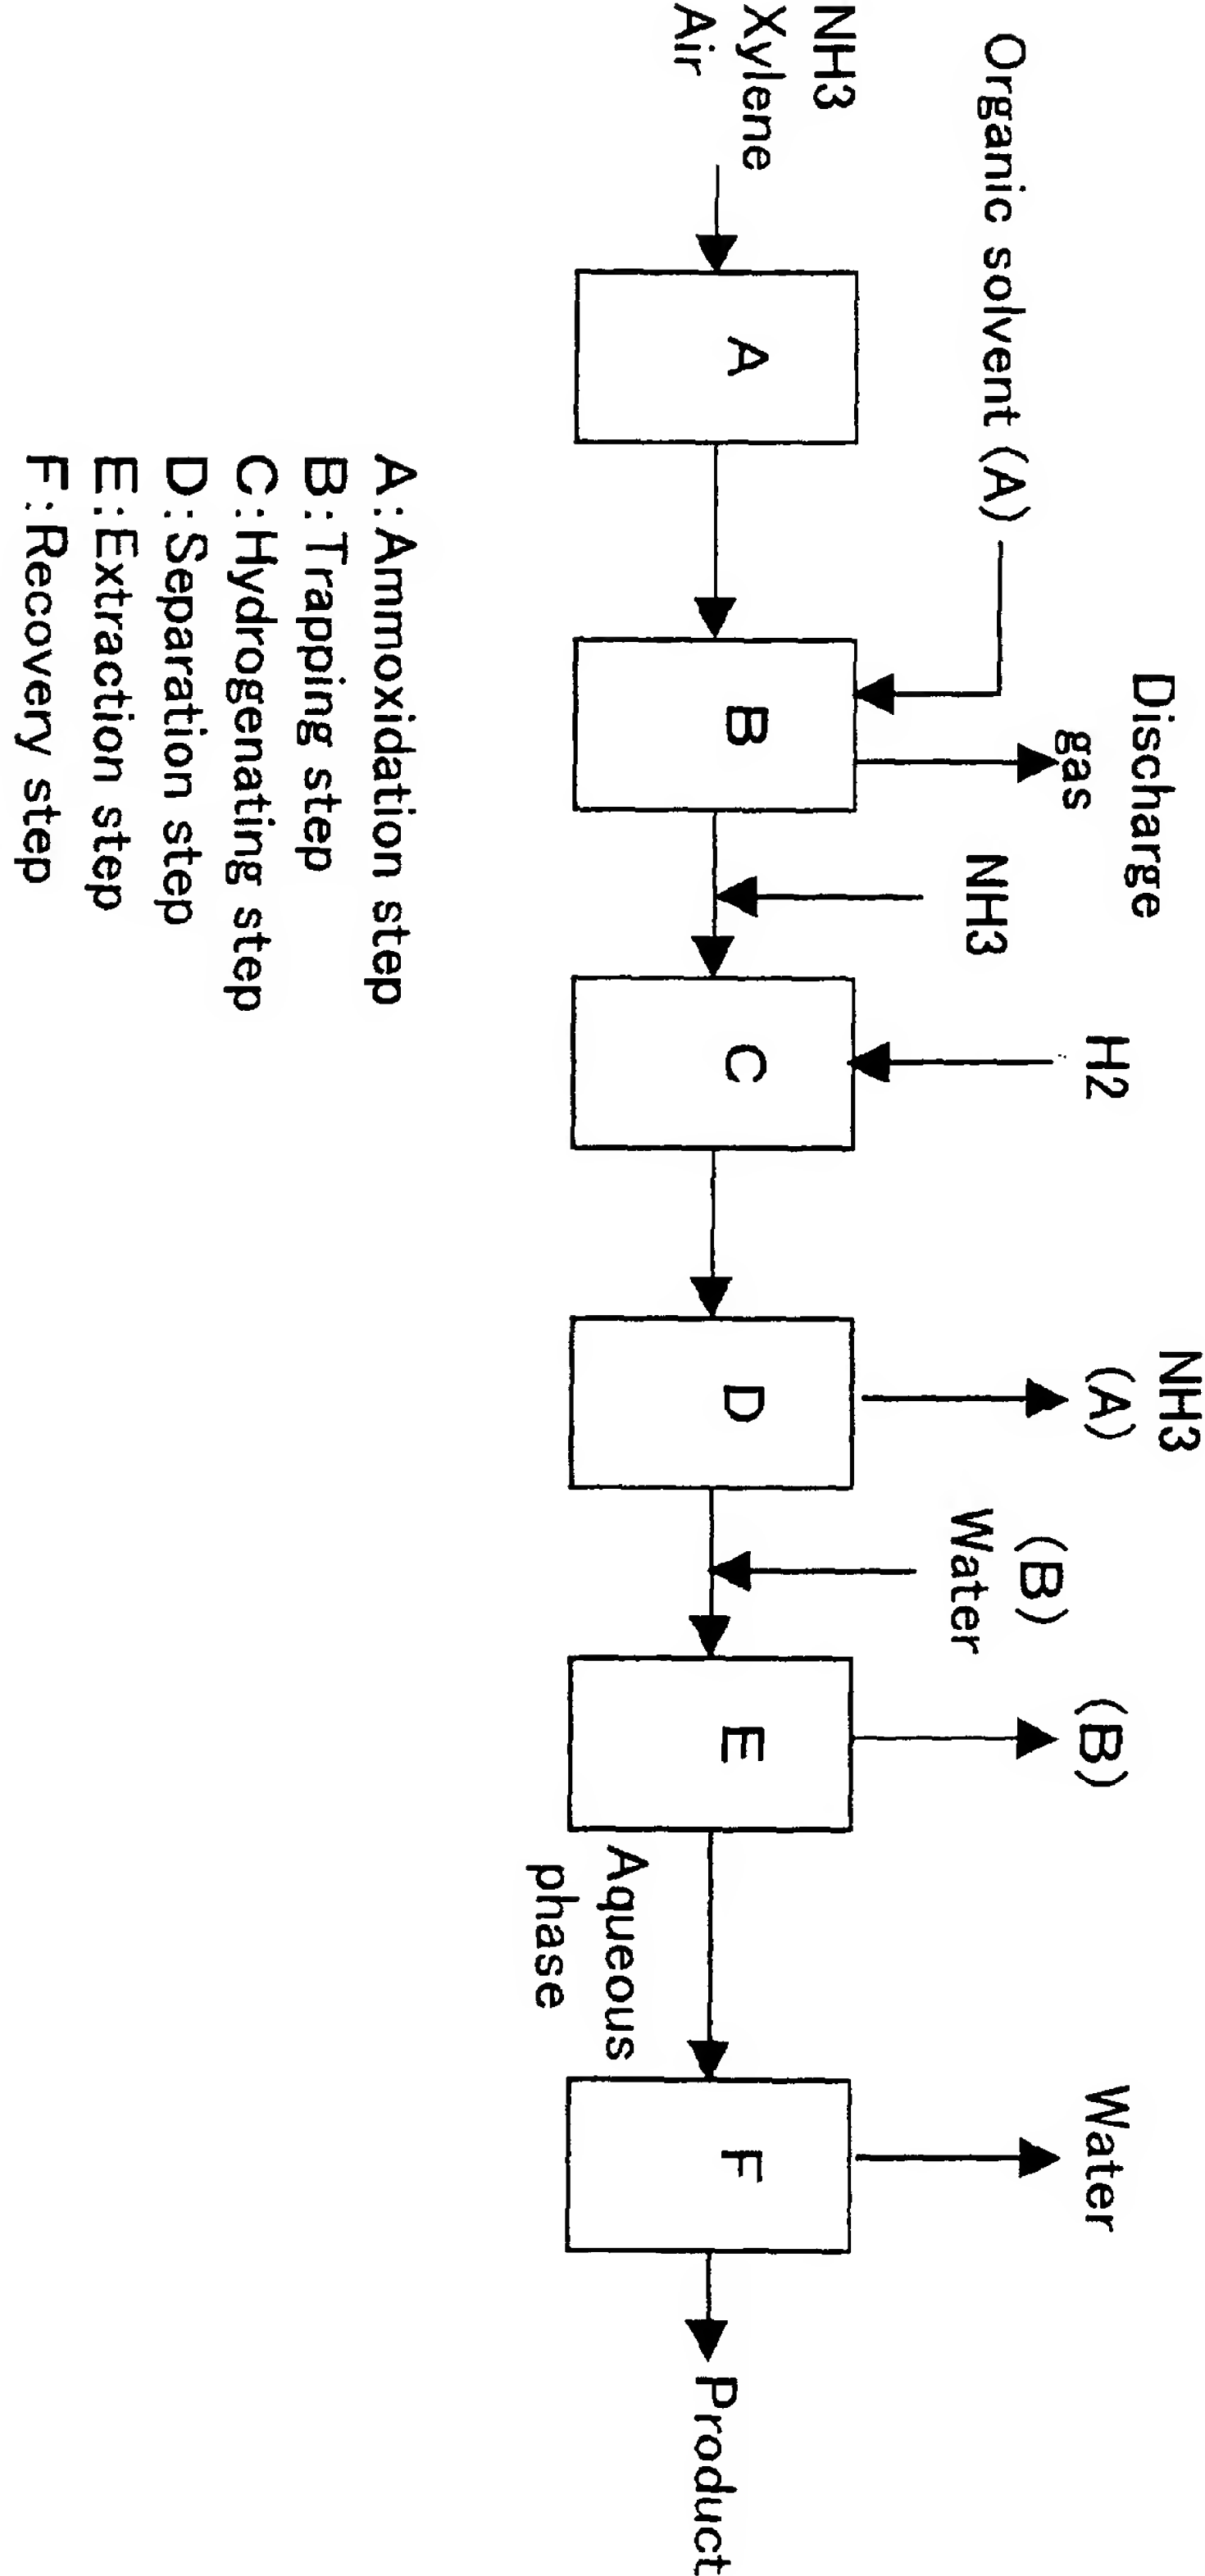 NH3
Xylene
Air
Organic solvent (A)
A
Discharge
gas
B
NH3
H2
C
NH3
(A)
D
(B)
Water
(B)
E
Aqueous
phase
Water
F
Product
A:Ammoxidation step
B:Trapping step
C:Hydrogenating step
D:Separation step
E:Extraction step
F:Recovery step